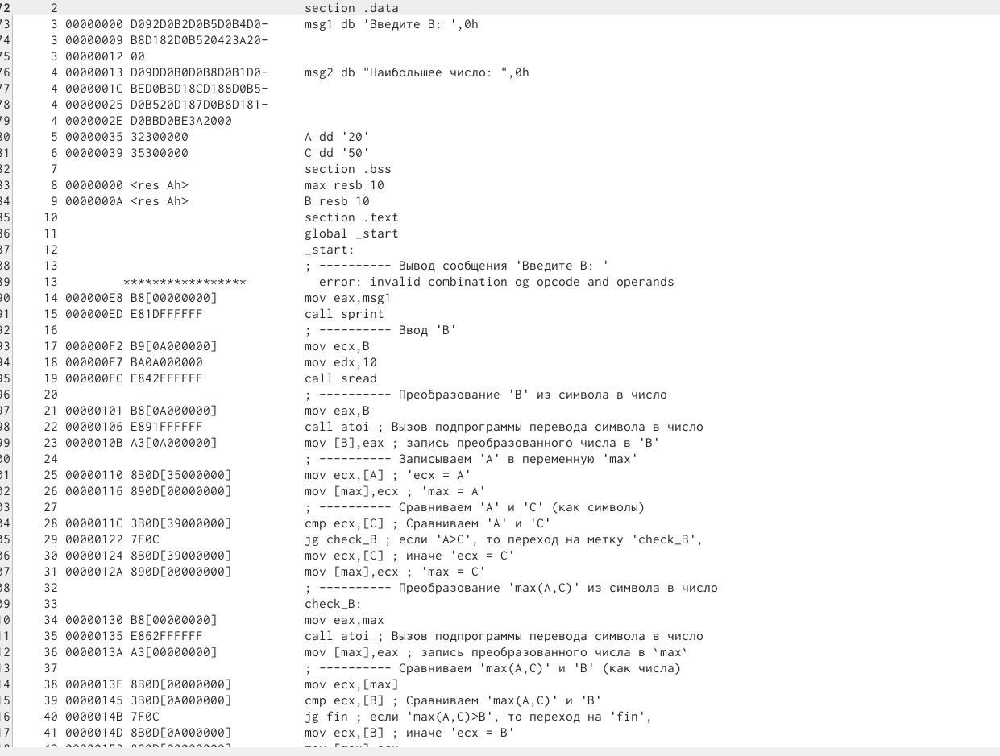 72 2 section .data
73 3 00000000 D092D0B2D0B5D0B4D0- msg1 db 'Введите B: ',0h
74 3 00000009 B8D182D0B520423A20-
75 3 00000012 00
76 4 00000013 D09DD0B0D0B8D0B1D0- msg2 db "Наибольшее число: ",0h
77 4 0000001C BED0BBD18CD188D0B5-
78 4 00000025 D0B520D187D0B8D181-
79 4 0000002E D0BBD0BE3A2000
80 5 00000035 32300000 A dd '20'
81 6 00000039 35300000 C dd '50'
82 7 section .bss
83 8 00000000 <res Ah> max resb 10
84 9 0000000A <res Ah> B resb 10
85 10 section .text
86 11 global _start
87 12 _start:
88 13 ; ---------- Вывод сообщения 'Введите B: '
89 13 ***************** error: invalid combination og opcode and operands
90 14 000000E8 B8[00000000] mov eax,msg1
91 15 000000ED E81DFFFFFF call sprint
92 16 ; ---------- Ввод 'B'
93 17 000000F2 B9[0A000000] mov ecx,B
94 18 000000F7 BA0A000000 mov edx,10
95 19 000000FC E842FFFFFF call sread
96 20 ; ---------- Преобразование 'B' из символа в число
97 21 00000101 B8[0A000000] mov eax,B
98 22 00000106 E891FFFFFF call atoi ; Вызов подпрограммы перевода символа в число
99 23 0000010B A3[0A000000] mov [B],eax ; запись преобразованного числа в 'B'
00 24 ; ---------- Записываем 'A' в переменную 'max'
01 25 00000110 8B0D[35000000] mov ecx,[A] ; 'ecx = A'
02 26 00000116 890D[00000000] mov [max],ecx ; 'max = A'
03 27 ; ---------- Сравниваем 'A' и 'C' (как символы)
04 28 0000011C 3B0D[39000000] cmp ecx,[C] ; Сравниваем 'A' и 'C'
05 29 00000122 7F0C jg check_B ; если 'A>C', то переход на метку 'check_B',
06 30 00000124 8B0D[39000000] mov ecx,[C] ; иначе 'ecx = C'
07 31 0000012A 890D[00000000] mov [max],ecx ; 'max = C'
08 32 ; ---------- Преобразование 'max(A,C)' из символа в число
09 33 check_B:
10 34 00000130 B8[00000000] mov eax,max
11 35 00000135 E862FFFFFF call atoi ; Вызов подпрограммы перевода символа в число
12 36 0000013A A3[00000000] mov [max],eax ; запись преобразованного числа в `max`
13 37 ; ---------- Сравниваем 'max(A,C)' и 'B' (как числа)
14 38 0000013F 8B0D[00000000] mov ecx,[max]
15 39 00000145 3B0D[0A000000] cmp ecx,[B] ; Сравниваем 'max(A,C)' и 'B'
16 40 0000014B 7F0C jg fin ; если 'max(A,C)>B', то переход на 'fin',
17 41 0000014D 8B0D[0A000000] mov ecx,[B] ; иначе 'ecx = B'